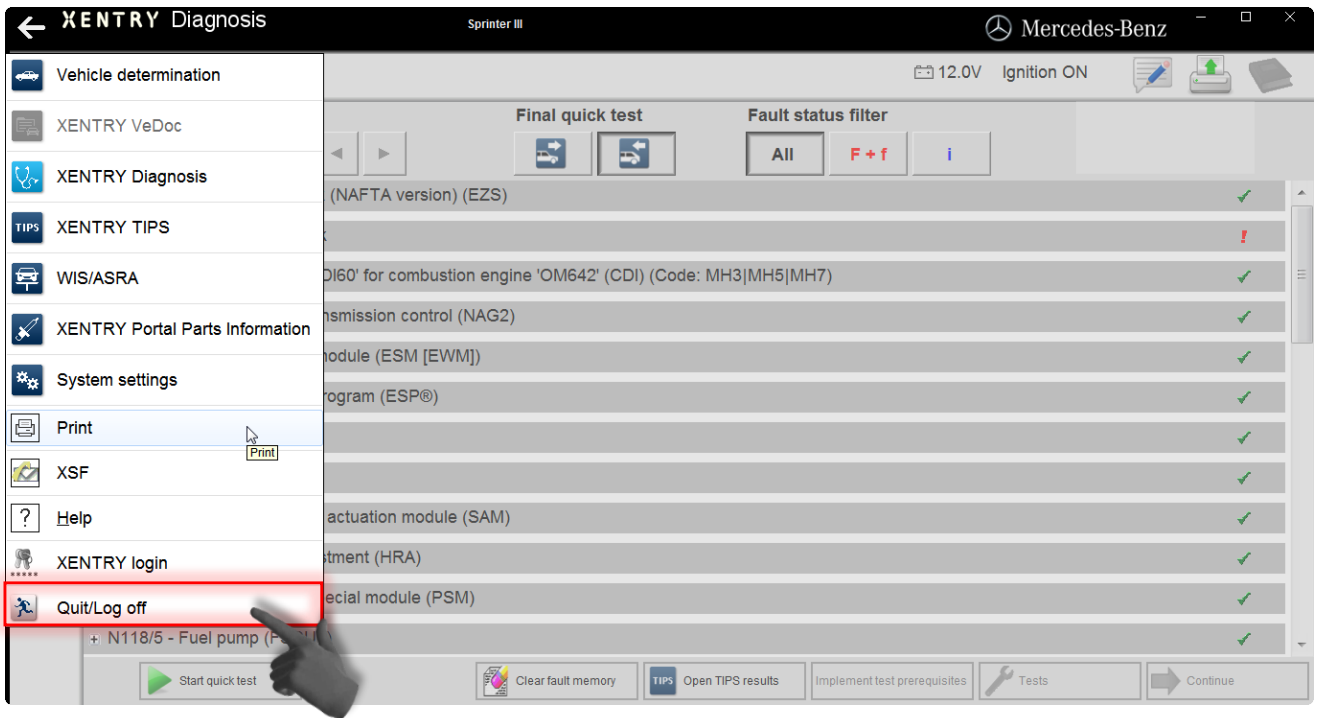 XENTRY Diagnosis
Sprinter III
Mercedes-Benz
Vehicle determination
12.0V
Ignition ON
XENTRY VeDoc
Final quick test
Fault status filter
All
F + f
i
XENTRY Diagnosis
(NAFTA version) (EZS)
TIPS
XENTRY TIPS
WIS/ASRA
DI60' for combustion engine 'OM642' (CDI) (Code: MH3|MH5|MH7)
XENTRY Portal Parts Information
nsmission control (NAG2)
odule (ESM [EWM])
System settings
rogram (ESP®)
Print
Print
XSF
?
Help
actuation module (SAM)
XENTRY login
stment (HRA)
Quit/Log off
ecial module (PSM)
+ N118/5 - Fuel pump
Start quick test
Clear fault memory
TIPS
Open TIPS results
Implement test prerequisites
Tests
Continue